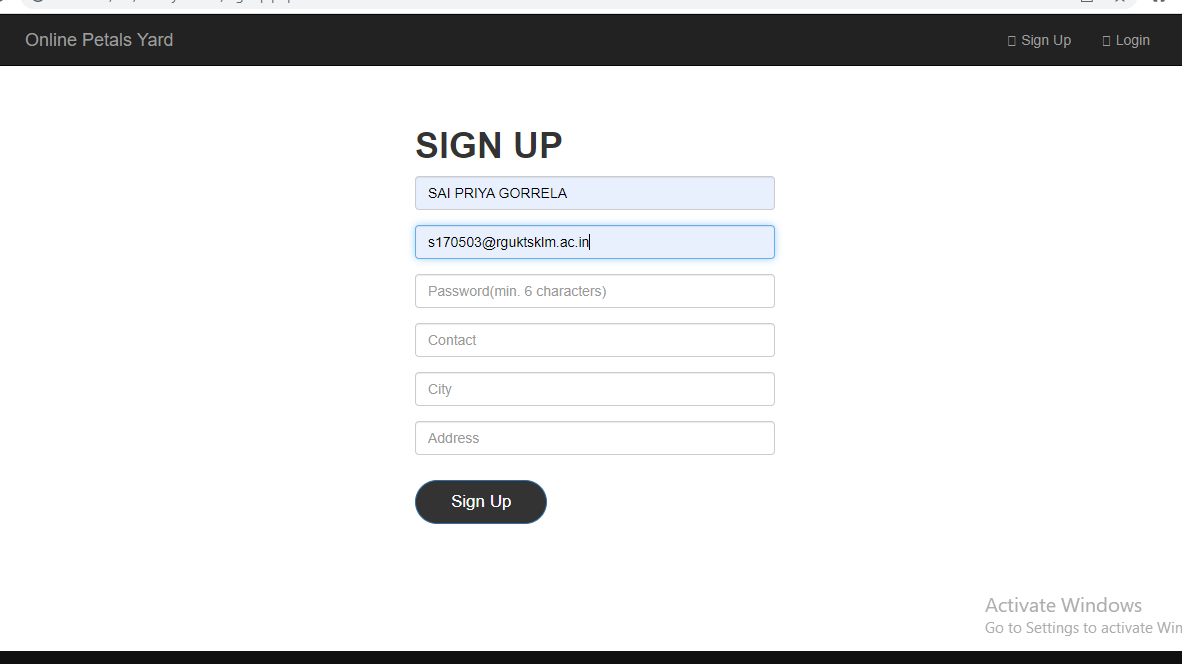 Online Petals Yard
Sign Up
Login
SIGN UP
SAI PRIYA GORRELA
s170503@rguktsklm.ac.in
Password(min. 6 characters)
Contact
City
Address
Sign Up
Activate Windows
Go to Settings to activate Win